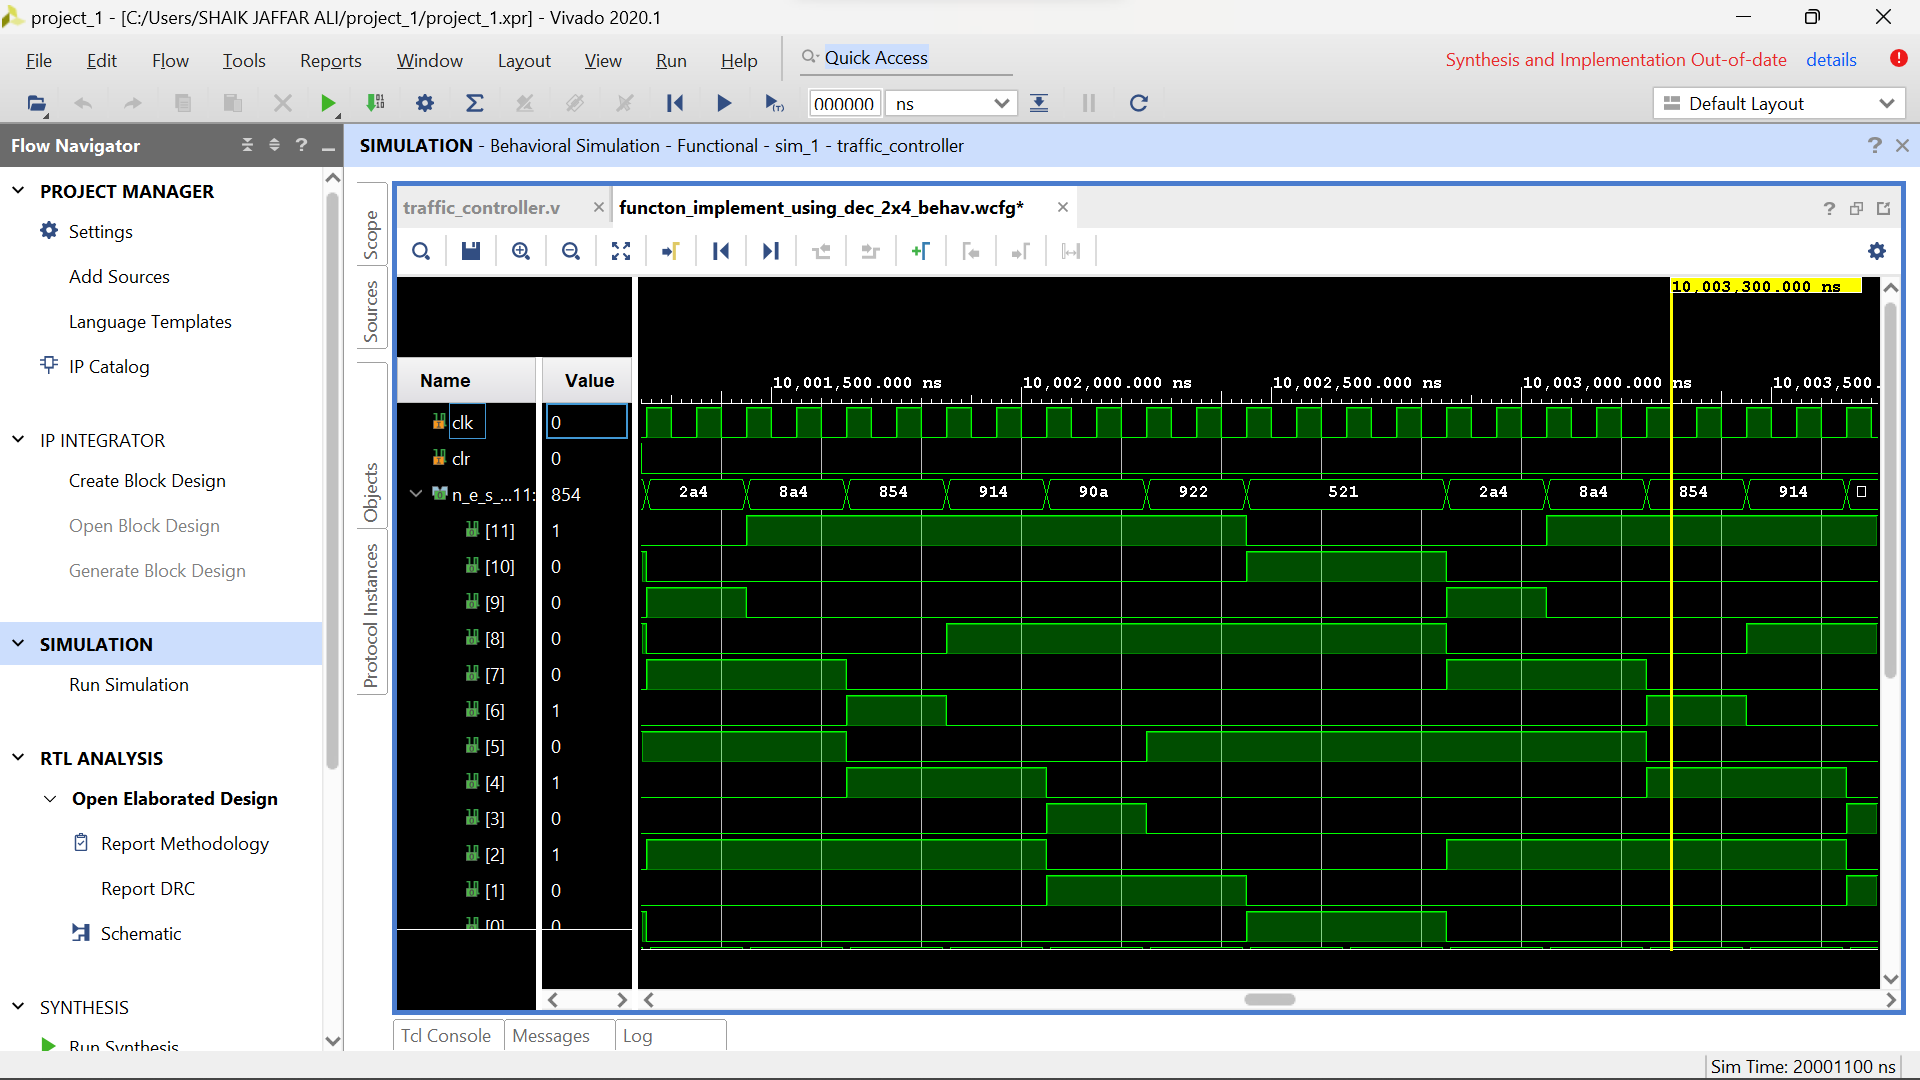 project_1 - [C:/Users/SHAIK JAFFAR ALI/project_1/project_1.xpr] - Vivado 2020.1
File Edit Flow Tools Reports Window Layout View Run Help Quick Access
Synthesis and Implementation Out-of-date details
000000 ns
Default Layout
Flow Navigator
SIMULATION - Behavioral Simulation - Functional - sim_1 - traffic_controller
PROJECT MANAGER
Settings
Add Sources
Language Templates
IP Catalog
IP INTEGRATOR
Create Block Design
Open Block Design
Generate Block Design
SIMULATION
Run Simulation
RTL ANALYSIS
Open Elaborated Design
Report Methodology
Report DRC
Schematic
SYNTHESIS
Run Synthesis
Scope
Sources
Objects
Protocol Instances
traffic_controller.v
functon_implement_using_dec_2x4_behav.wcfg*
10,003,300.000 ns
Name Value
10,001,500.000 ns 10,002,000.000 ns 10,002,500.000 ns 10,003,000.000 ns 10,003,500.
clk 0
clr 0
n_e_s_...11: 854 2a4 8a4 854 914 90a 922 521 2a4 8a4 854 914
[11] 1
[10] 0
[9] 0
[8] 0
[7] 0
[6] 1
[5] 0
[4] 1
[3] 0
[2] 1
[1] 0
[0] 0
Tcl Console Messages Log
Sim Time: 20001100 ns